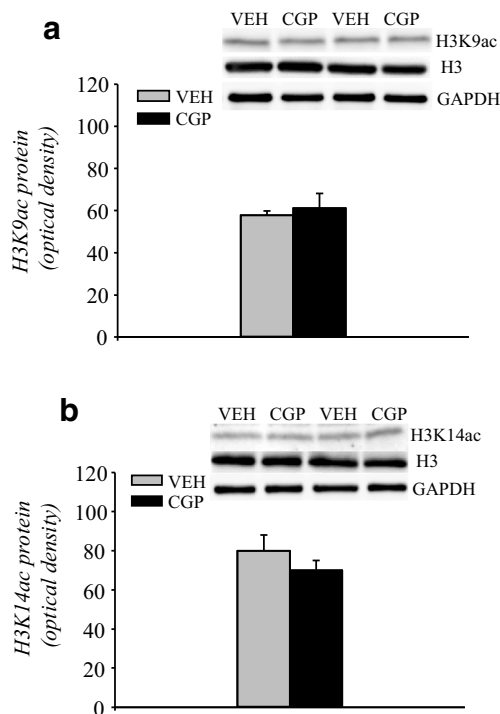 a
VEH CGP VEH CGP
H3K9ac
H3
GAPDH
VEH
CGP
H3K9ac protein
(optical density)
120
100
80
60
40
20
0
b
VEH CGP VEH CGP
H3K14ac
H3
GAPDH
VEH
CGP
H3K14ac protein
(optical density)
120
100
80
60
40
20
0